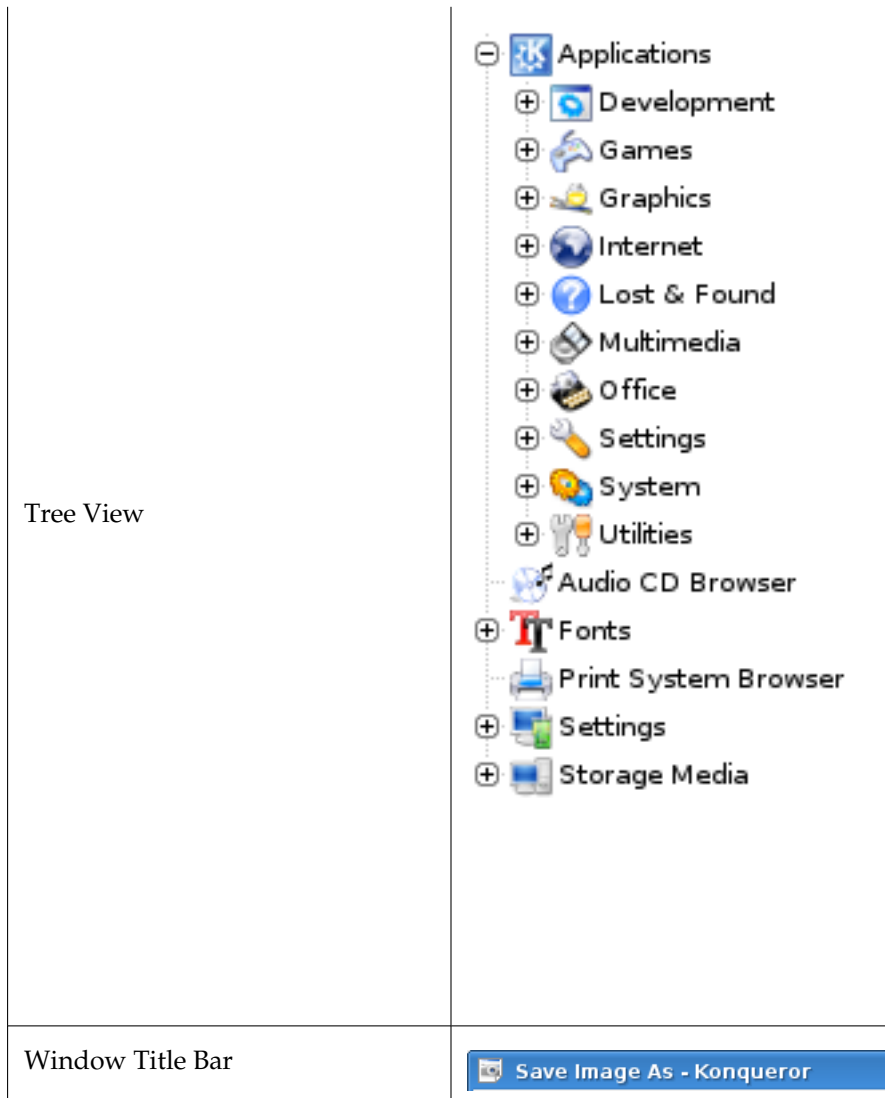 Applications
Development
Games
Graphics
Internet
Lost & Found
Multimedia
Office
Settings
System
Tree View
Utilities
Audio CD Browser
Fonts
Print System Browser
Settings
Storage Media
Window Title Bar
Save Image As - Konqueror